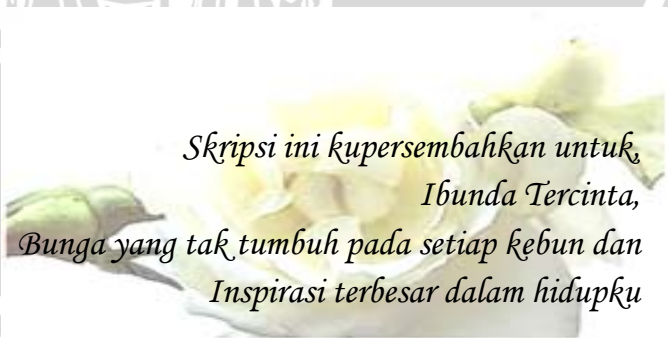 Skripsi ini kupersembahkan untuk,
Ibunda Tercinta,
Bunga yang tak tumbuh pada setiap kebun dan
Inspirasi terbesar dalam hidupku